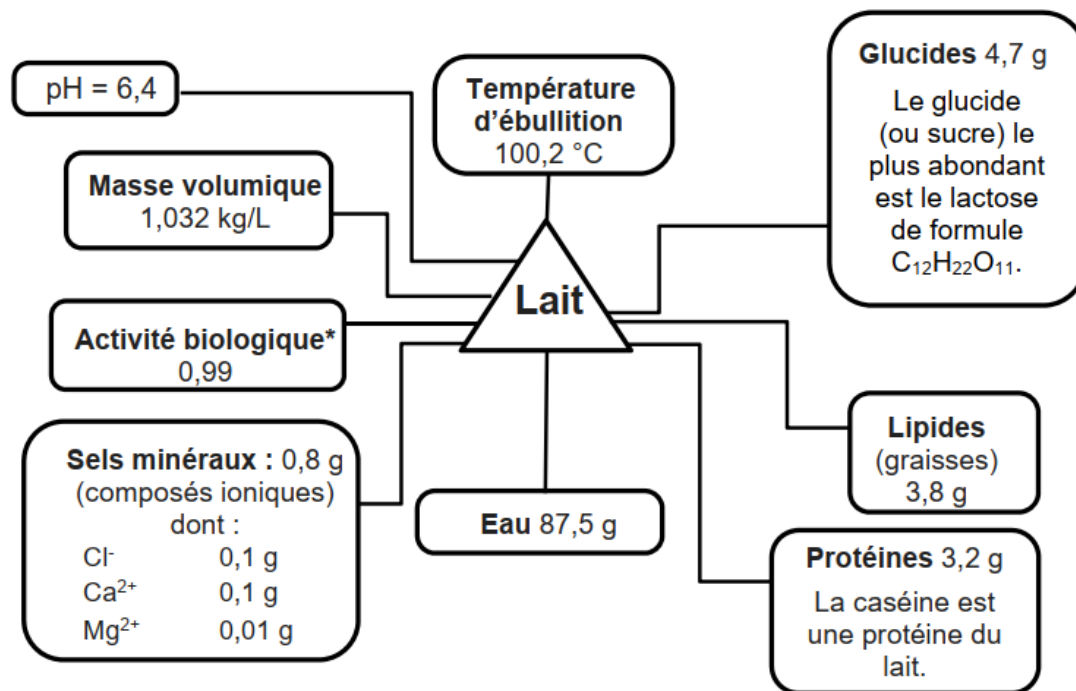 pH = 6,4
Température
d’ébullition
100,2 °C
Glucides 4,7 g
Le glucide
(ou sucre) le
plus abondant
est le lactose
de formule
C₁₂H₂₂O₁₁.
Masse volumique
1,032 kg/L
Lait
Activité biologique*
0,99
Lipides
(graisses)
3,8 g
Sels minéraux : 0,8 g
(composés ioniques)
dont :
Cl⁻ 0,1 g
Ca²⁺ 0,1 g
Mg²⁺ 0,01 g
Eau 87,5 g
Protéines 3,2 g
La caséine est
une protéine du
lait.